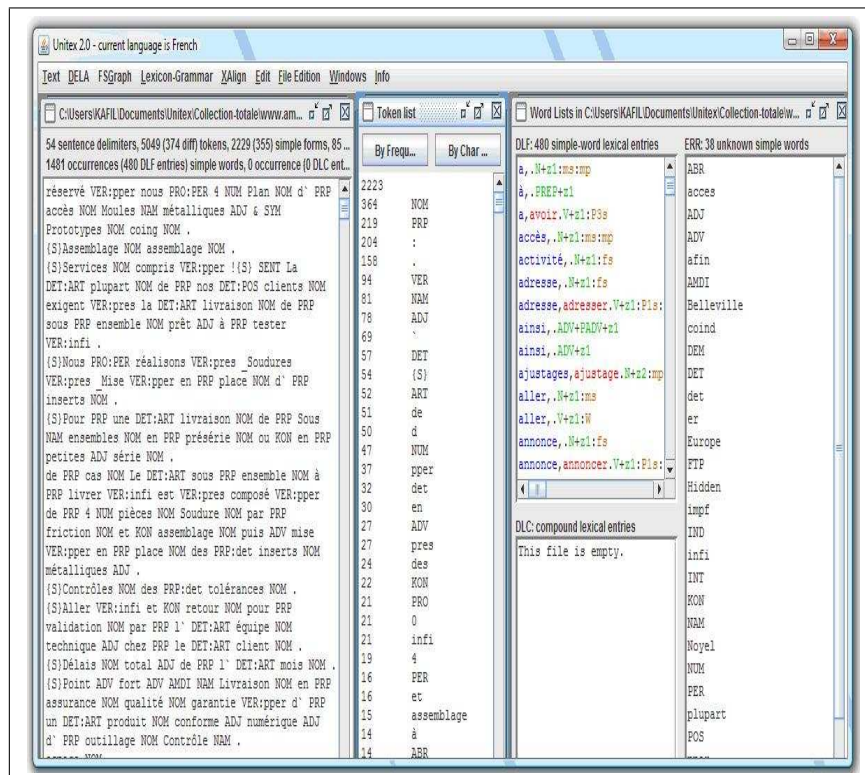 Unitex 2.0 - current language is French
Text DELA FSGraph Lexicon-Grammar XAlign Edit File Edition Windows Info
C:\Users\KAFIL\Documents\Unitex\Collection-totale\www.am...
54 sentence delimiters, 5049 (374 diff) tokens, 2229 (355) simple forms, 85 ...
1481 occurrences (480 DLF entries) simple words, 0 occurrence (0 DLC ent...
réservé VER:pper nous PRO:PER 4 NUM Plan NOM d` PRP
accès NOM Moules NAM métalliques ADJ & SYM
Prototypes NOM coing NOM .
{S}Assemblage NOM assemblage NOM .
{S}Services NOM compris VER:pper !{S} SENT La
DET:ART plupart NOM de PRP nos DET:POS clients NOM
exigent VER:pres la DET:ART livraison NOM de PRP
sous PRP ensemble NOM prêt ADJ à PRP tester
VER:infi .
{S}Nous PRO:PER réalisons VER:pres _Soudures
VER:pres _Mise VER:pper en PRP place NOM d` PRP
inserts NOM .
{S}Pour PRP une DET:ART livraison NOM de PRP Sous
NAM ensembles NOM en PRP présérie NOM ou KON en PRP
petites ADJ série NOM .
de PRP cas NOM Le DET:ART sous PRP ensemble NOM à
PRP livrer VER:infi est VER:pres composé VER:pper
de PRP 4 NUM pièces NOM Soudure NOM par PRP
friction NOM et KON assemblage NOM puis ADV mise
VER:pper en PRP place NOM des PRP:det inserts NOM
métalliques ADJ .
{S}Contrôles NOM des PRP:det tolérances NOM .
{S}Aller VER:infi et KON retour NOM pour PRP
validation NOM par PRP l` DET:ART équipe NOM
technique ADJ chez PRP le DET:ART client NOM .
{S}Délais NOM total ADJ de PRP l` DET:ART mois NOM .
{S}Point ADV fort ADV AMDI NAM Livraison NOM en PRP
assurance NOM qualité NOM garantie VER:pper d` PRP
un DET:ART produit NOM conforme ADJ numérique ADJ
d` PRP outillage NOM Contrôle NAM .
Token list
By Frequ... By Char ...
2223
364 NOM
219 PRP
204 :
158 .
94 VER
81 NAM
78 ADJ
69 `
57 DET
54 {S}
52 ART
51 de
50 d
47 NUM
37 pper
32 det
30 en
27 ADV
27 pres
24 des
22 KON
21 PRO
21 0
21 infi
19 4
16 PER
16 et
15 assemblage
14 à
14 ABR
Word Lists in C:\Users\KAFIL\Documents\Unitex\Collection-totale\w...
DLF: 480 simple-word lexical entries
a,.N+z1:ms:mp
à,.PREP+z1
a,avoir.V+z1:P3s
accès,.N+z1:ms:mp
activité,.N+z1:fs
adresse,.N+z1:fs
adresse,adresser.V+z1:P1s:
ainsi,.ADV+PADV+z1
ainsi,.ADV+z1
ajustages,ajustage.N+z2:mp
aller,.N+z1:ms
aller,.V+z1:W
annonce,.N+z1:fs
annonce,annoncer.V+z1:P1s:
DLC: compound lexical entries
This file is empty.
ERR: 38 unknown simple words
ABR
acces
ADJ
ADV
afin
AMDI
Belleville
coind
DEM
DET
det
er
Europe
FTP
Hidden
impf
IND
infi
INT
KON
NAM
Noyel
NUM
PER
plupart
POS